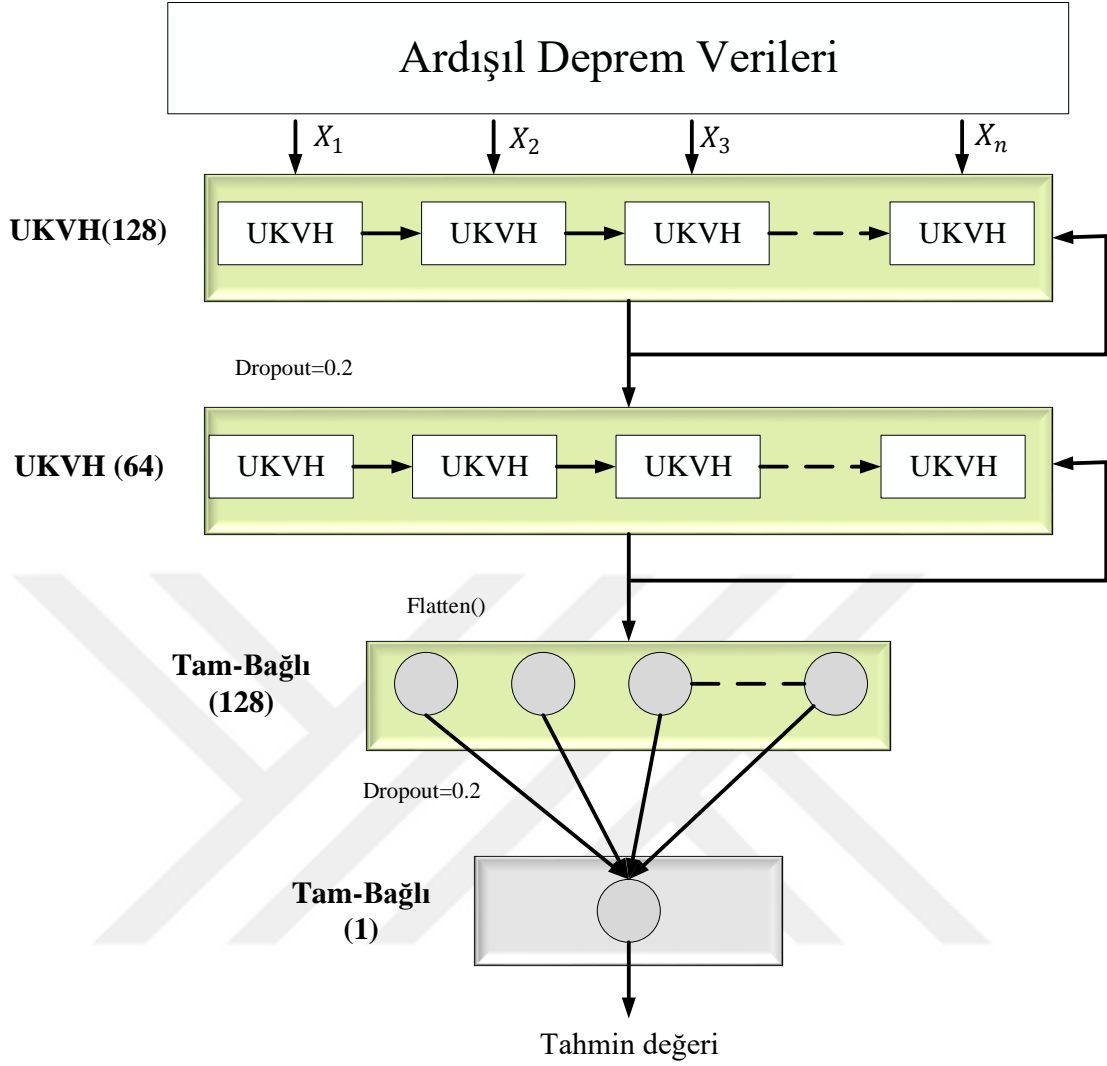 Ardışıl Deprem Verileri
X1 X2 X3 Xn
UKVH(128)
UKVH UKVH UKVH UKVH
Dropout=0.2
UKVH (64)
UKVH UKVH UKVH UKVH
Flatten()
Tam-Bağlı
(128)
Dropout=0.2
Tam-Bağlı
(1)
Tahmin değeri